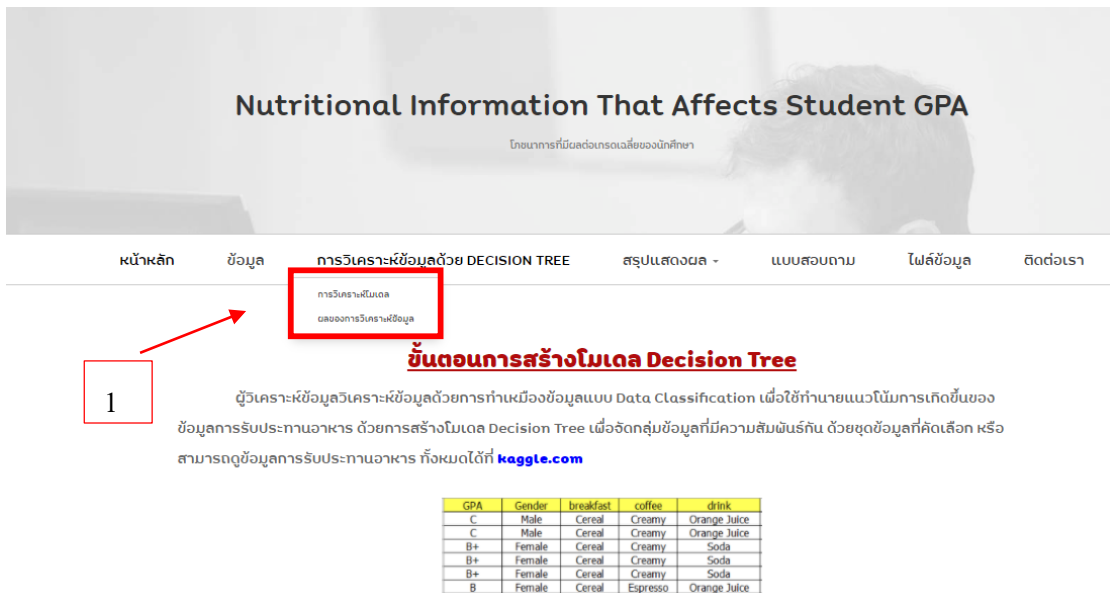 Nutritional Information That Affects Student GPA
โภชนาการที่มีผลต่อเกรดเฉลี่ยของนักศึกษา
หน้าหลัก ข้อมูล การวิเคราะห์ข้อมูลด้วย DECISION TREE สรุปแสดงผล แบบสอบถาม ไฟล์ข้อมูล ติดต่อเรา
การวิเคราะห์โมเดล
ผลของการวิเคราะห์ข้อมูล
1
ขั้นตอนการสร้างโมเดล Decision Tree
ผู้วิเคราะห์ข้อมูลวิเคราะห์ข้อมูลด้วยการทำเหมืองข้อมูลแบบ Data Classification เพื่อใช้ทำนายแนวโน้มการเกิดขึ้นของ
ข้อมูลการรับประทานอาหาร ด้วยการสร้างโมเดล Decision Tree เพื่อจัดกลุ่มข้อมูลที่มีความสัมพันธ์กัน ด้วยชุดข้อมูลที่คัดเลือก หรือ
สามารถดูข้อมูลการรับประทานอาหาร ทั้งหมดได้ที่ kaggle.com
GPA Gender breakfast coffee drink
C Male Cereal Creamy Orange Juice
C Male Cereal Creamy Orange Juice
B+ Female Cereal Creamy Soda
B+ Female Cereal Creamy Soda
B+ Female Cereal Creamy Soda
B Female Cereal Espresso Orange Juice